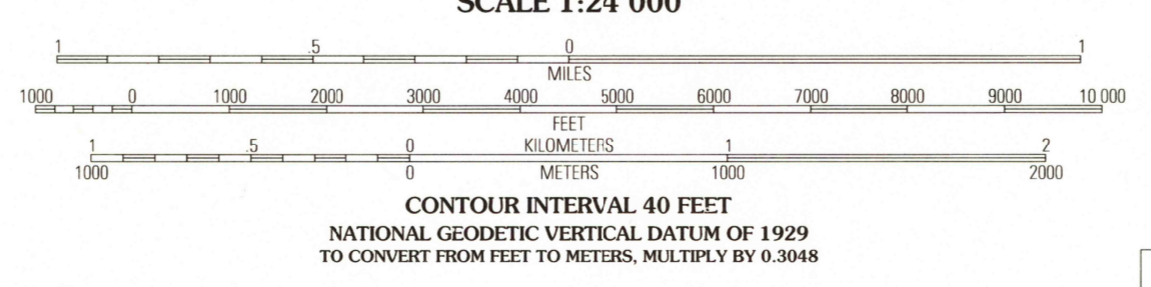 SCALE 1:24 000
1 .5 0 1
MILES
1000 0 1000 2000 3000 4000 5000 6000 7000 8000 9000 10 000
FEET
1 .5 0 KILOMETERS 1 2
1000 0 METERS 1000 2000
CONTOUR INTERVAL 40 FEET
NATIONAL GEODETIC VERTICAL DATUM OF 1929
TO CONVERT FROM FEET TO METERS, MULTIPLY BY 0.3048